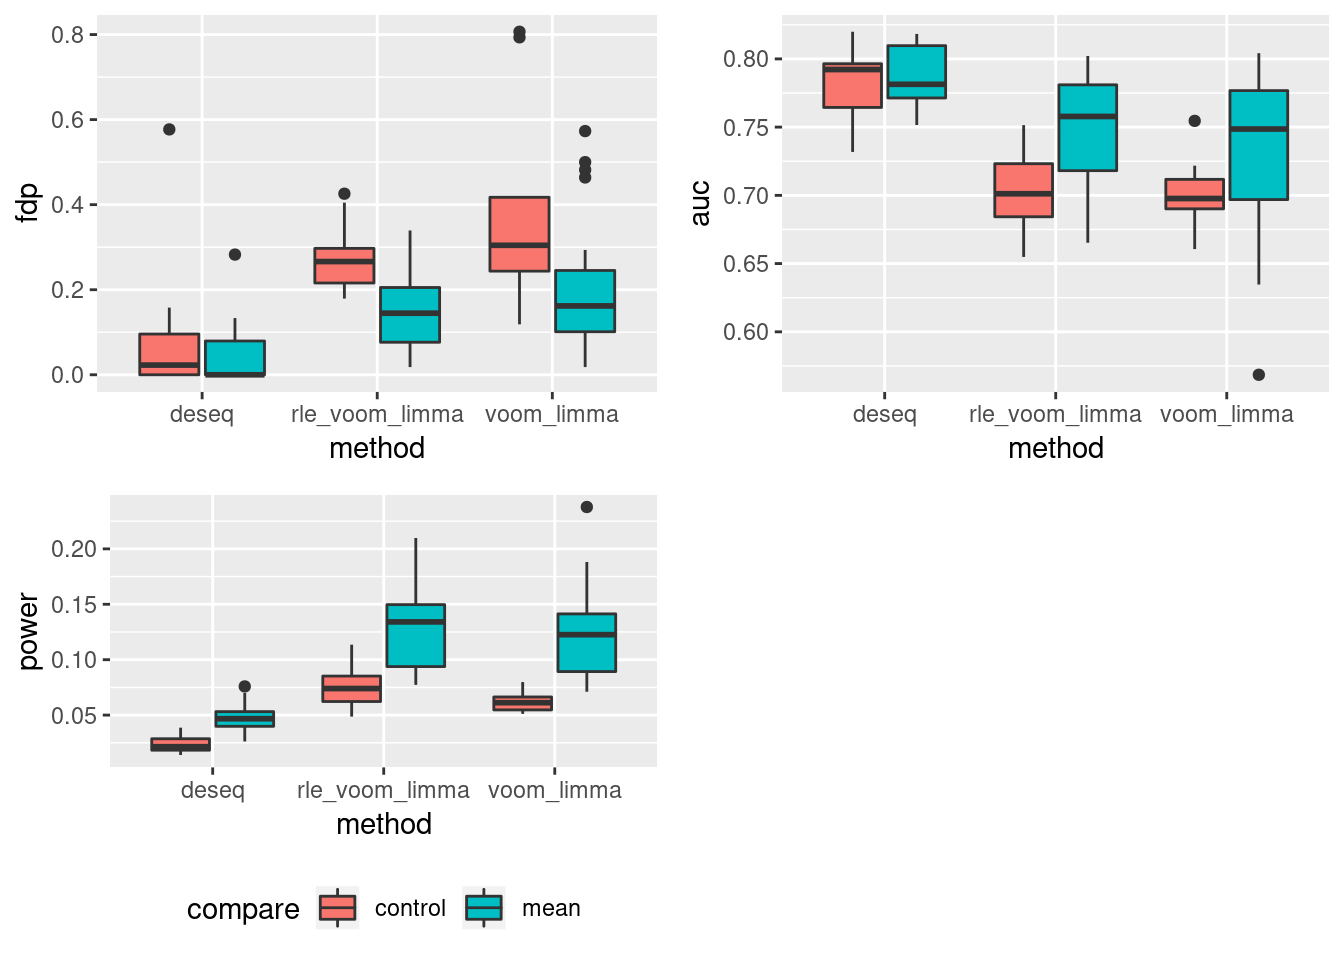 0.8
0.6
0.4
0.2
0.0
fdp
deseq rle_voom_limma voom_limma
method
0.80
0.75
0.70
0.65
0.60
auc
deseq rle_voom_limma voom_limma
method
0.20
0.15
0.10
0.05
power
deseq rle_voom_limma voom_limma
method
compare control mean